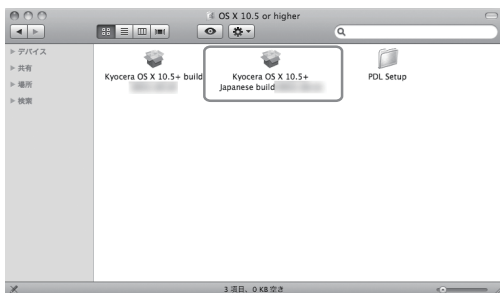 OS X 10.5 or higher
デバイス
共有
場所
検索
Kyocera OS X 10.5+ build
Kyocera OS X 10.5+
Japanese build
PDL Setup
3 項目、0 KB 空き